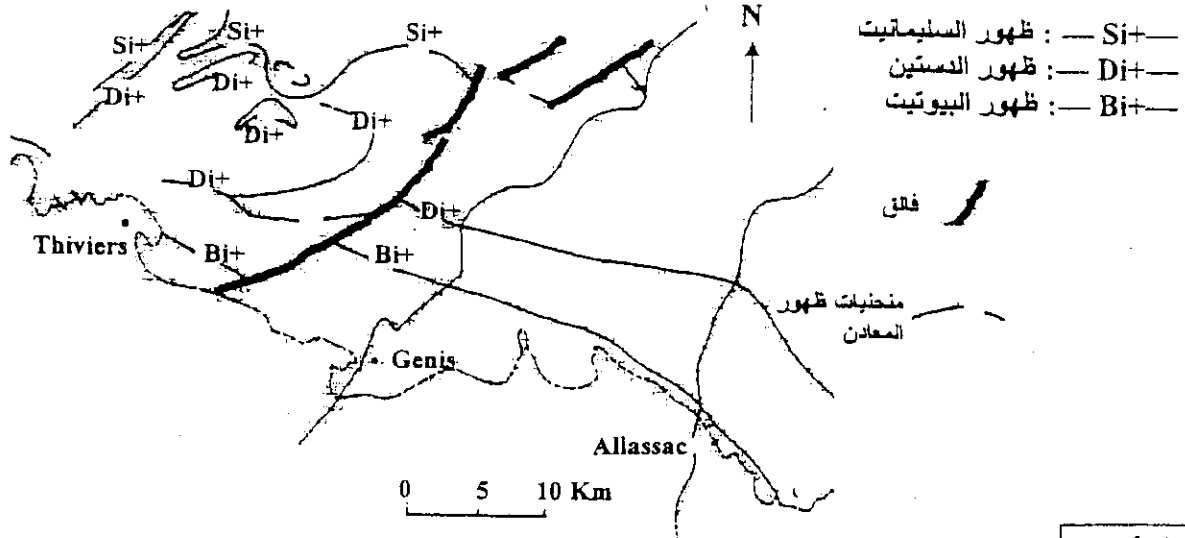 Si+
Si+
Si+
N
— Si+— : ظهور السليمانيت
— Di+— : ظهور الدستين
— Bi+— : ظهور البيوتيت
Di+
Di+
Di+
Di+
Di+
Di+
فالق
Thiviers
Bi+
Bi+
منحنيات ظهور
المعادن
Genis
Allassac
0 5 10 Km